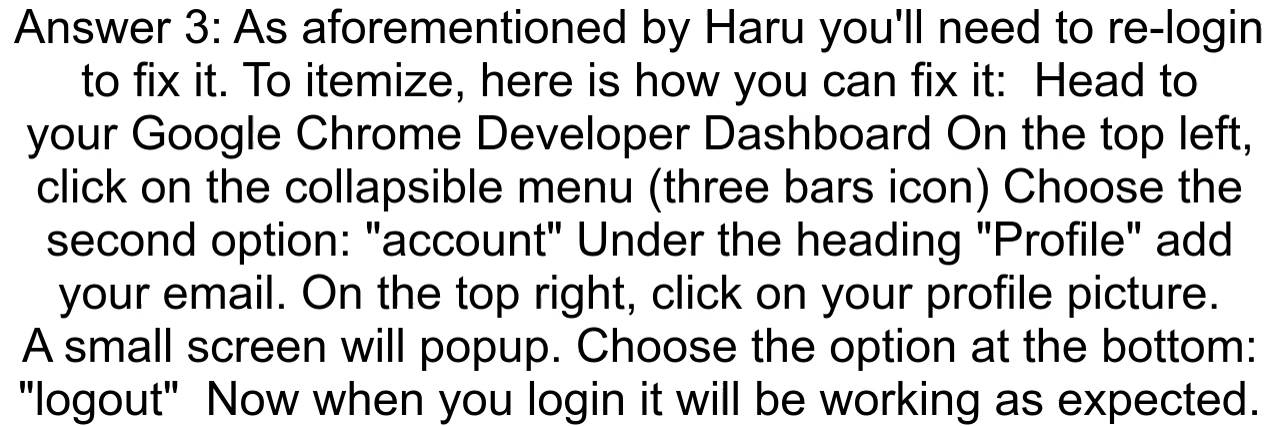 Answer 3: As aforementioned by Haru you'll need to re-login
to fix it. To itemize, here is how you can fix it:  Head to
your Google Chrome Developer Dashboard On the top left,
click on the collapsible menu (three bars icon) Choose the
second option: "account" Under the heading "Profile" add
your email. On the top right, click on your profile picture.
A small screen will popup. Choose the option at the bottom:
"logout"  Now when you login it will be working as expected.